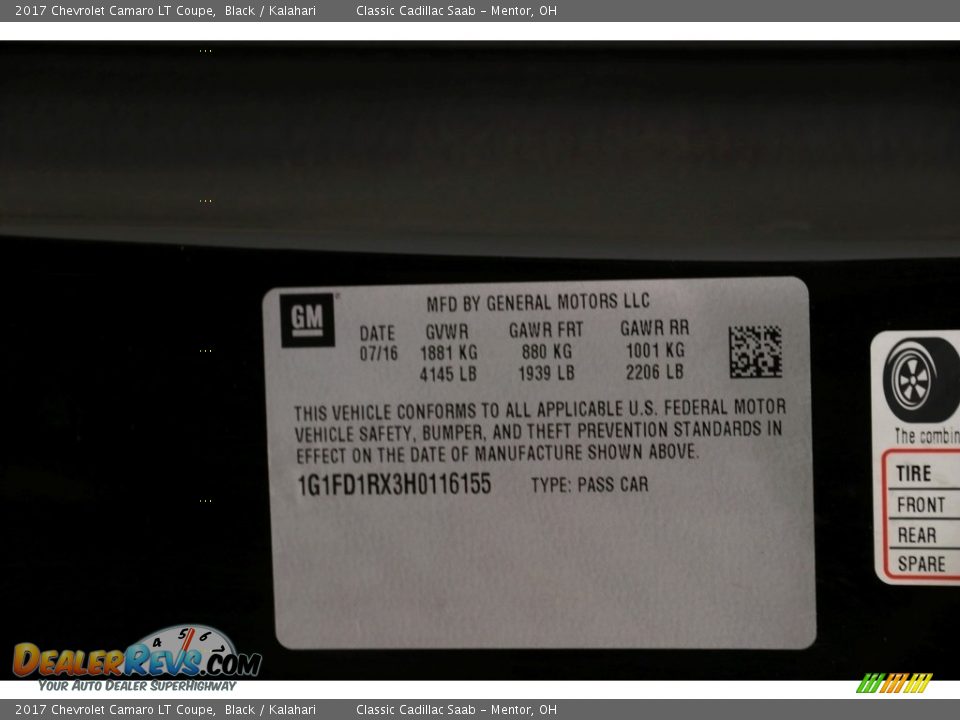 2017 Chevrolet Camaro LT Coupe, Black / Kalahari Classic Cadillac Saab - Mentor, OH
GM
MFD BY GENERAL MOTORS LLC
DATE GVWR GAWR FRT GAWR RR
07/16 1881 KG 880 KG 1001 KG
4145 LB 1939 LB 2206 LB
THIS VEHICLE CONFORMS TO ALL APPLICABLE U.S. FEDERAL MOTOR
VEHICLE SAFETY, BUMPER, AND THEFT PREVENTION STANDARDS IN
EFFECT ON THE DATE OF MANUFACTURE SHOWN ABOVE.
1G1FD1RX3H0116155 TYPE: PASS CAR
The combin
TIRE
FRONT
REAR
SPARE
4 5 6
DEALERREVS.COM
YOUR AUTO DEALER SUPERHIGHWAY
2017 Chevrolet Camaro LT Coupe, Black / Kalahari Classic Cadillac Saab - Mentor, OH